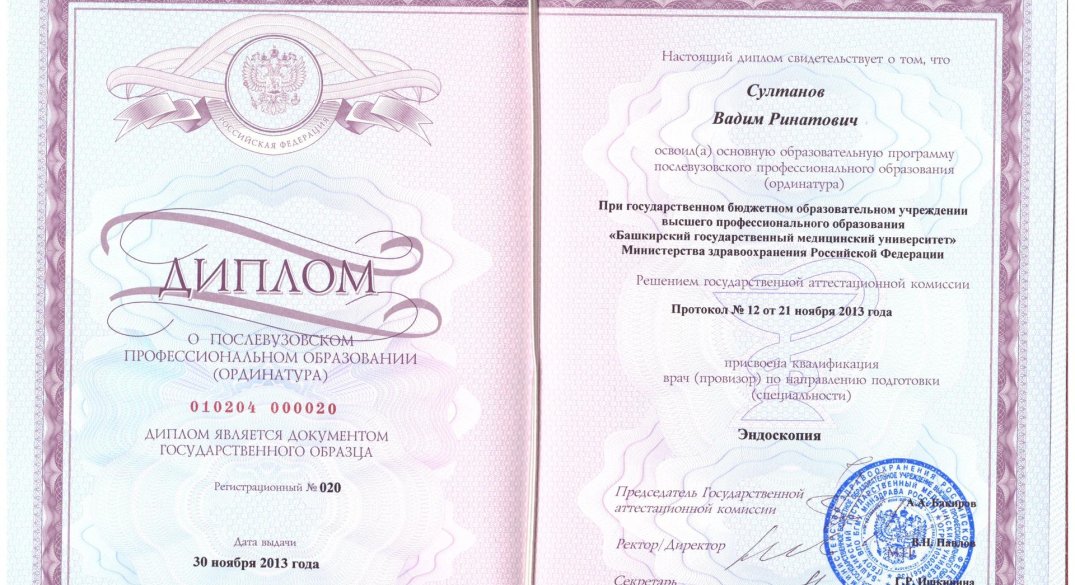 РОССИЙСКАЯ ФЕДЕРАЦИЯ
ДИПЛОМ
О ПОСЛЕВУЗОВСКОМ
ПРОФЕССИОНАЛЬНОМ ОБРАЗОВАНИИ
(ОРДИНАТУРА)
010204 000020
ДИПЛОМ ЯВЛЯЕТСЯ ДОКУМЕНТОМ
ГОСУДАРСТВЕННОГО ОБРАЗЦА
Регистрационный № 020
Дата выдачи
30 ноября 2013 года
Настоящий диплом свидетельствует о том, что
Султанов
Вадим Ринатович
освоил(а) основную образовательную программу
послевузовского профессионального образования
(ординатура)
При государственном бюджетном образовательном учреждении
высшего профессионального образования
«Башкирский государственный медицинский университет»
Министерства здравоохранения Российской Федерации
Решением государственной аттестационной комиссии
Протокол № 12 от 21 ноября 2013 года
присвоена квалификация
врач (провизор) по направлению подготовки
(специальности)
Эндоскопия
Председатель Государственной
аттестационной комиссии
А.Х. Бакиров
Ректор/Директор
В.Н. Павлов
Секретарь
Г.Р. Ишкинина